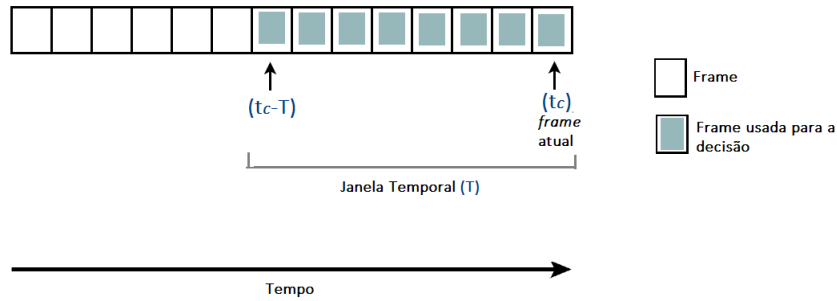 (tc-T)
(tc)
frame
atual
Janela Temporal (T)
Tempo
Frame
Frame usada para a
decisão